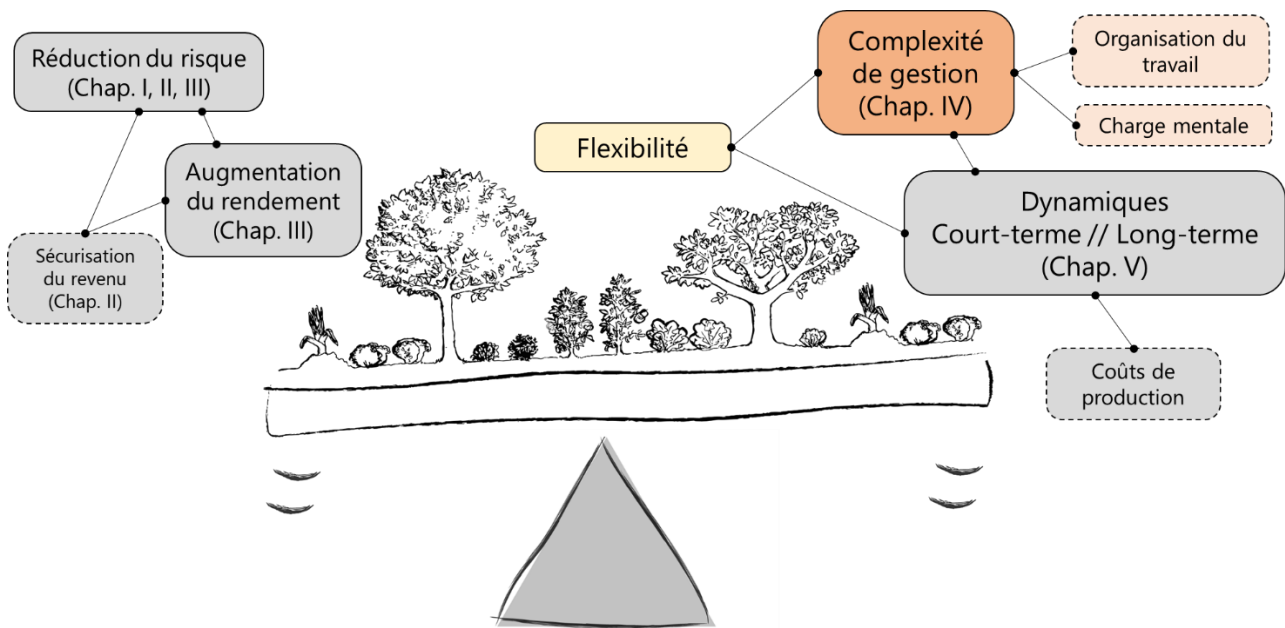 Réduction du risque
(Chap. I, II, III)
Augmentation
du rendement
(Chap. III)
Sécurisation
du revenu
(Chap. II)
Flexibilité
Complexité
de gestion
(Chap. IV)
Organisation du
travail
Charge mentale
Dynamiques
Court-terme // Long-terme
(Chap. V)
Coûts de
production